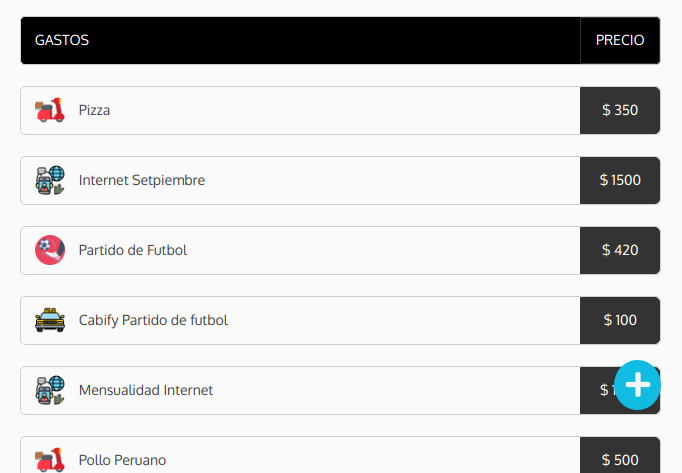 GASTOS PRECIO
Pizza $ 350
Internet Setpiembre $ 1500
Partido de Futbol $ 420
Cabify Partido de futbol $ 100
Mensualidad Internet $
Pollo Peruano $ 500